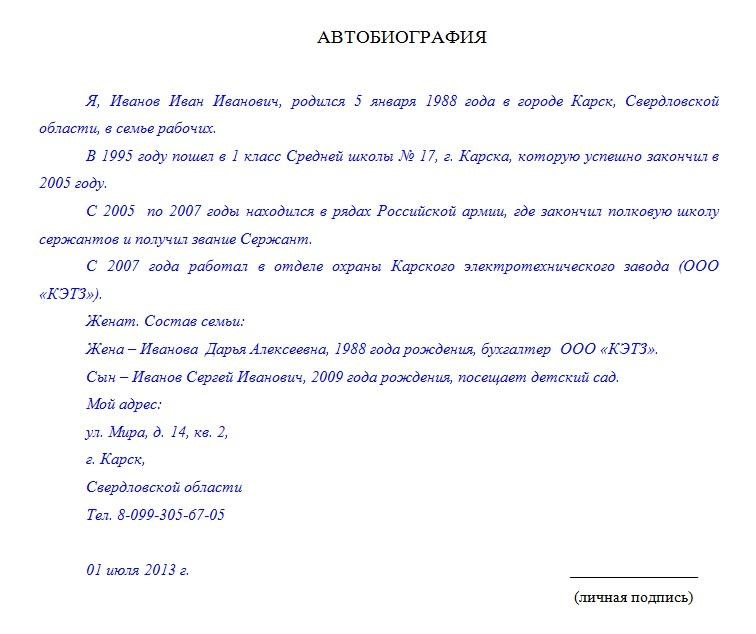 АВТОБИОГРАФИЯ
Я, Иванов Иван Иванович, родился 5 января 1988 года в городе Карск, Свердловской
области, в семье рабочих.
В 1995 году пошел в 1 класс Средней школы № 17, г. Карска, которую успешно закончил в
2005 году.
С 2005 по 2007 годы находился в рядах Российской армии, где закончил полковую школу
сержантов и получил звание Сержант.
С 2007 года работал в отделе охраны Карского электротехнического завода (ООО
«КЭТЗ»).
Женат. Состав семьи:
Жена – Иванова Дарья Алексеевна, 1988 года рождения, бухгалтер ООО «КЭТЗ».
Сын – Иванов Сергей Иванович, 2009 года рождения, посещает детский сад.
Мой адрес:
ул. Мира, д. 14, кв. 2,
г. Карск,
Свердловской области
Тел. 8-099-305-67-05
01 июля 2013 г.
(личная подпись)